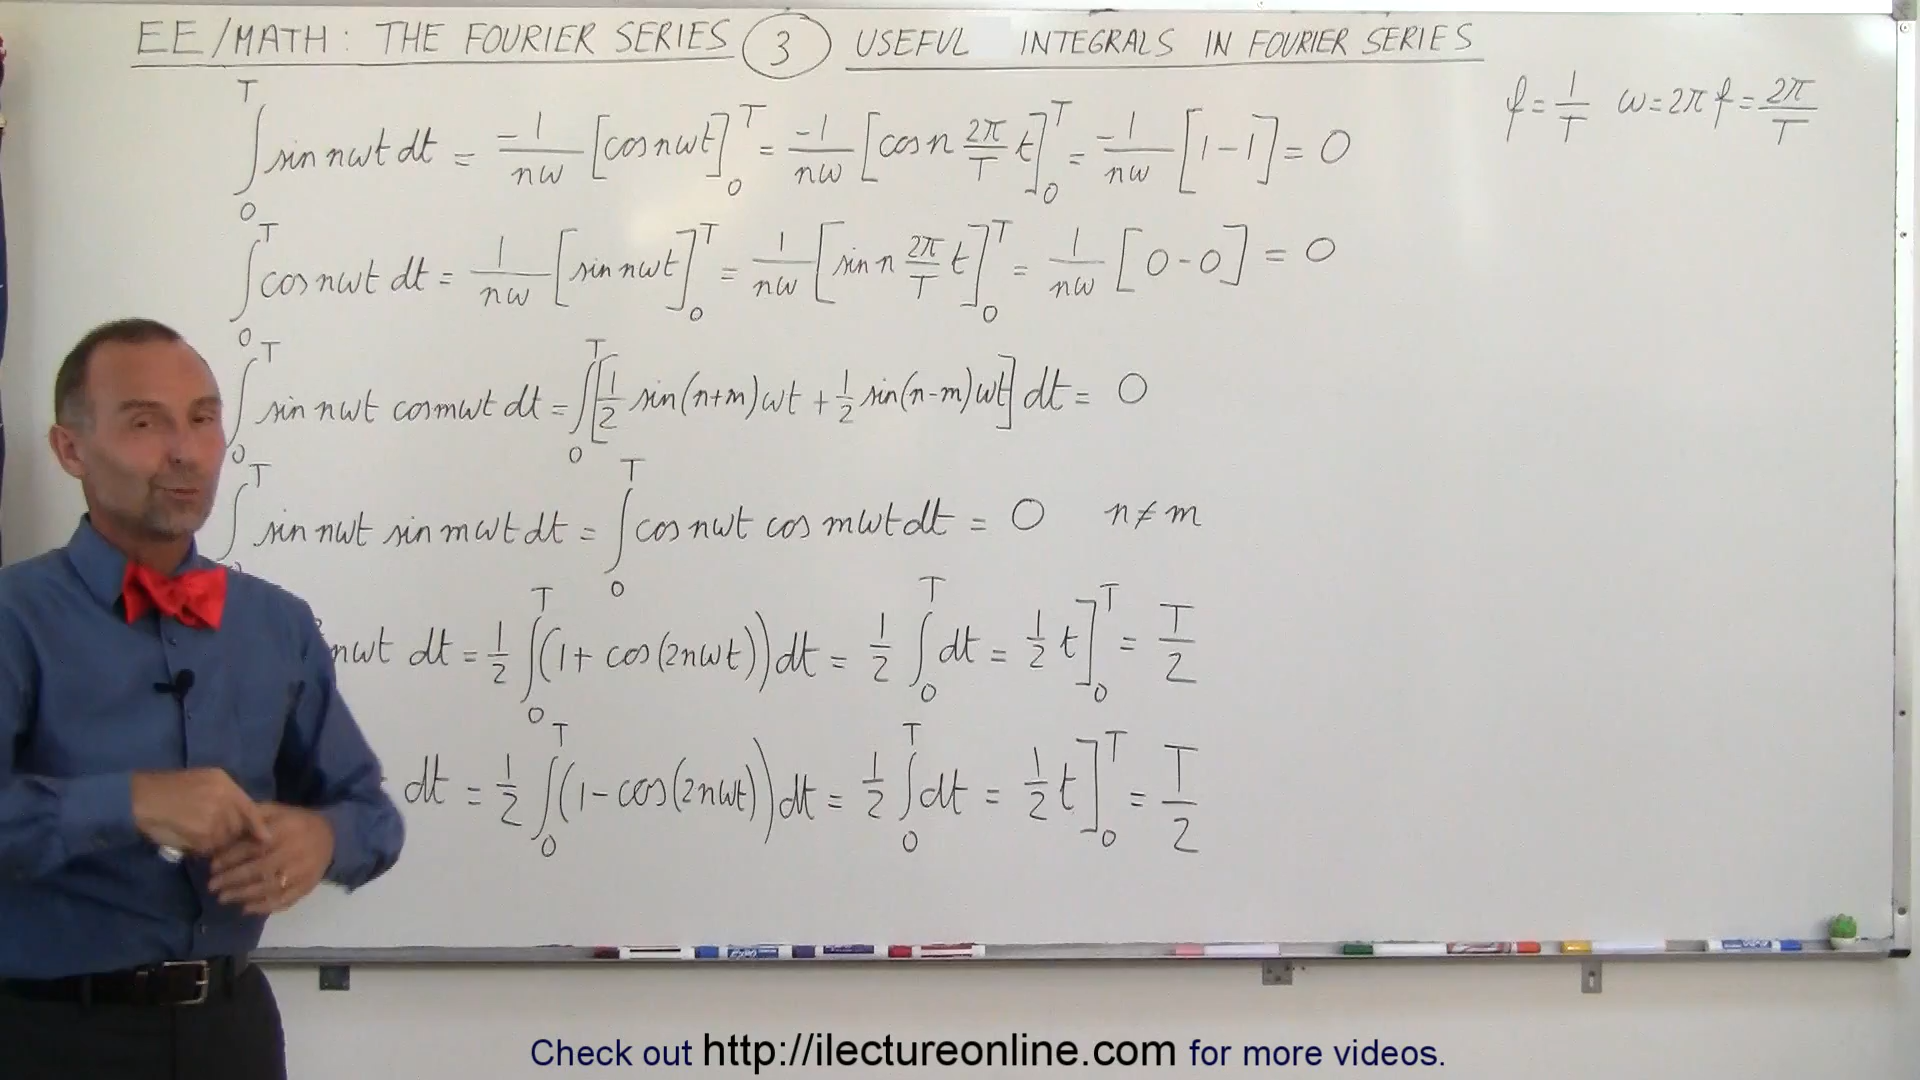 EE/MATH: THE FOURIER SERIES ③ USEFUL INTEGRALS IN FOURIER SERIES
f = 1/T ω = 2πf = 2π/T
∫₀ᵀ sin nωt dt = -1/nω [cos nωt]₀ᵀ = -1/nω [cos n 2π/T t]₀ᵀ = -1/nω [1-1] = 0
∫₀ᵀ cos nωt dt = 1/nω [sin nωt]₀ᵀ = 1/nω [sin n 2π/T t]₀ᵀ = 1/nω [0-0] = 0
∫₀ᵀ sin nωt cos mωt dt = ∫₀ᵀ [1/2 sin(n+m)ωt + 1/2 sin(n-m)ωt] dt = 0
∫₀ᵀ sin nωt sin mωt dt = ∫₀ᵀ cos nωt cos mωt dt = 0 n≠m
nωt dt = 1/2 ∫₀ᵀ (1 + cos(2nωt)) dt = 1/2 ∫₀ᵀ dt = 1/2 t]₀ᵀ = T/2
dt = 1/2 ∫₀ᵀ (1 - cos(2nωt)) dt = 1/2 ∫₀ᵀ dt = 1/2 t]₀ᵀ = T/2
Check out http://ilectureonline.com for more videos.